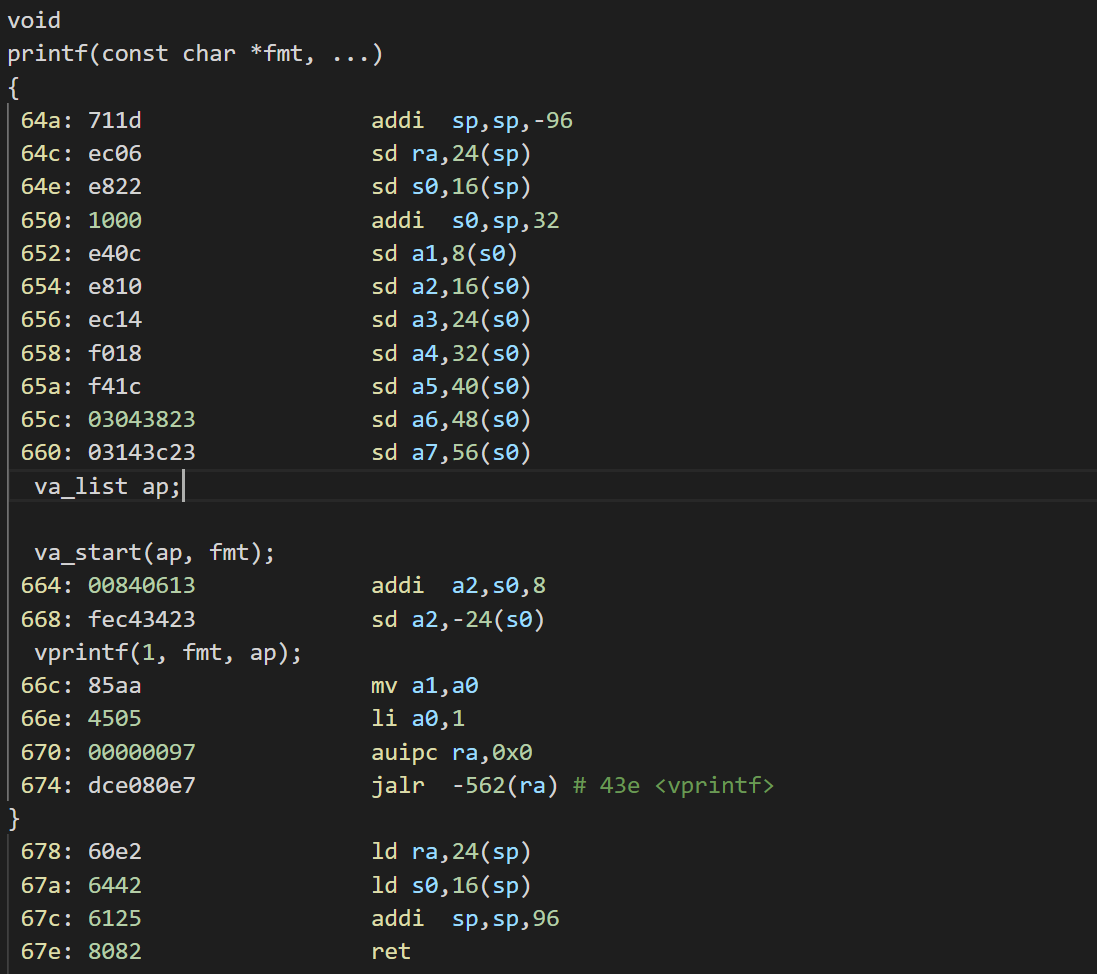 void
printf(const char *fmt, ...)
{
64a: 711d addi sp,sp,-96
64c: ec06 sd ra,24(sp)
64e: e822 sd s0,16(sp)
650: 1000 addi s0,sp,32
652: e40c sd a1,8(s0)
654: e810 sd a2,16(s0)
656: ec14 sd a3,24(s0)
658: f018 sd a4,32(s0)
65a: f41c sd a5,40(s0)
65c: 03043823 sd a6,48(s0)
660: 03143c23 sd a7,56(s0)
va_list ap;
va_start(ap, fmt);
664: 00840613 addi a2,s0,8
668: fec43423 sd a2,-24(s0)
vprintf(1, fmt, ap);
66c: 85aa mv a1,a0
66e: 4505 li a0,1
670: 00000097 auipc ra,0x0
674: dce080e7 jalr -562(ra) # 43e <vprintf>
}
678: 60e2 ld ra,24(sp)
67a: 6442 ld s0,16(sp)
67c: 6125 addi sp,sp,96
67e: 8082 ret